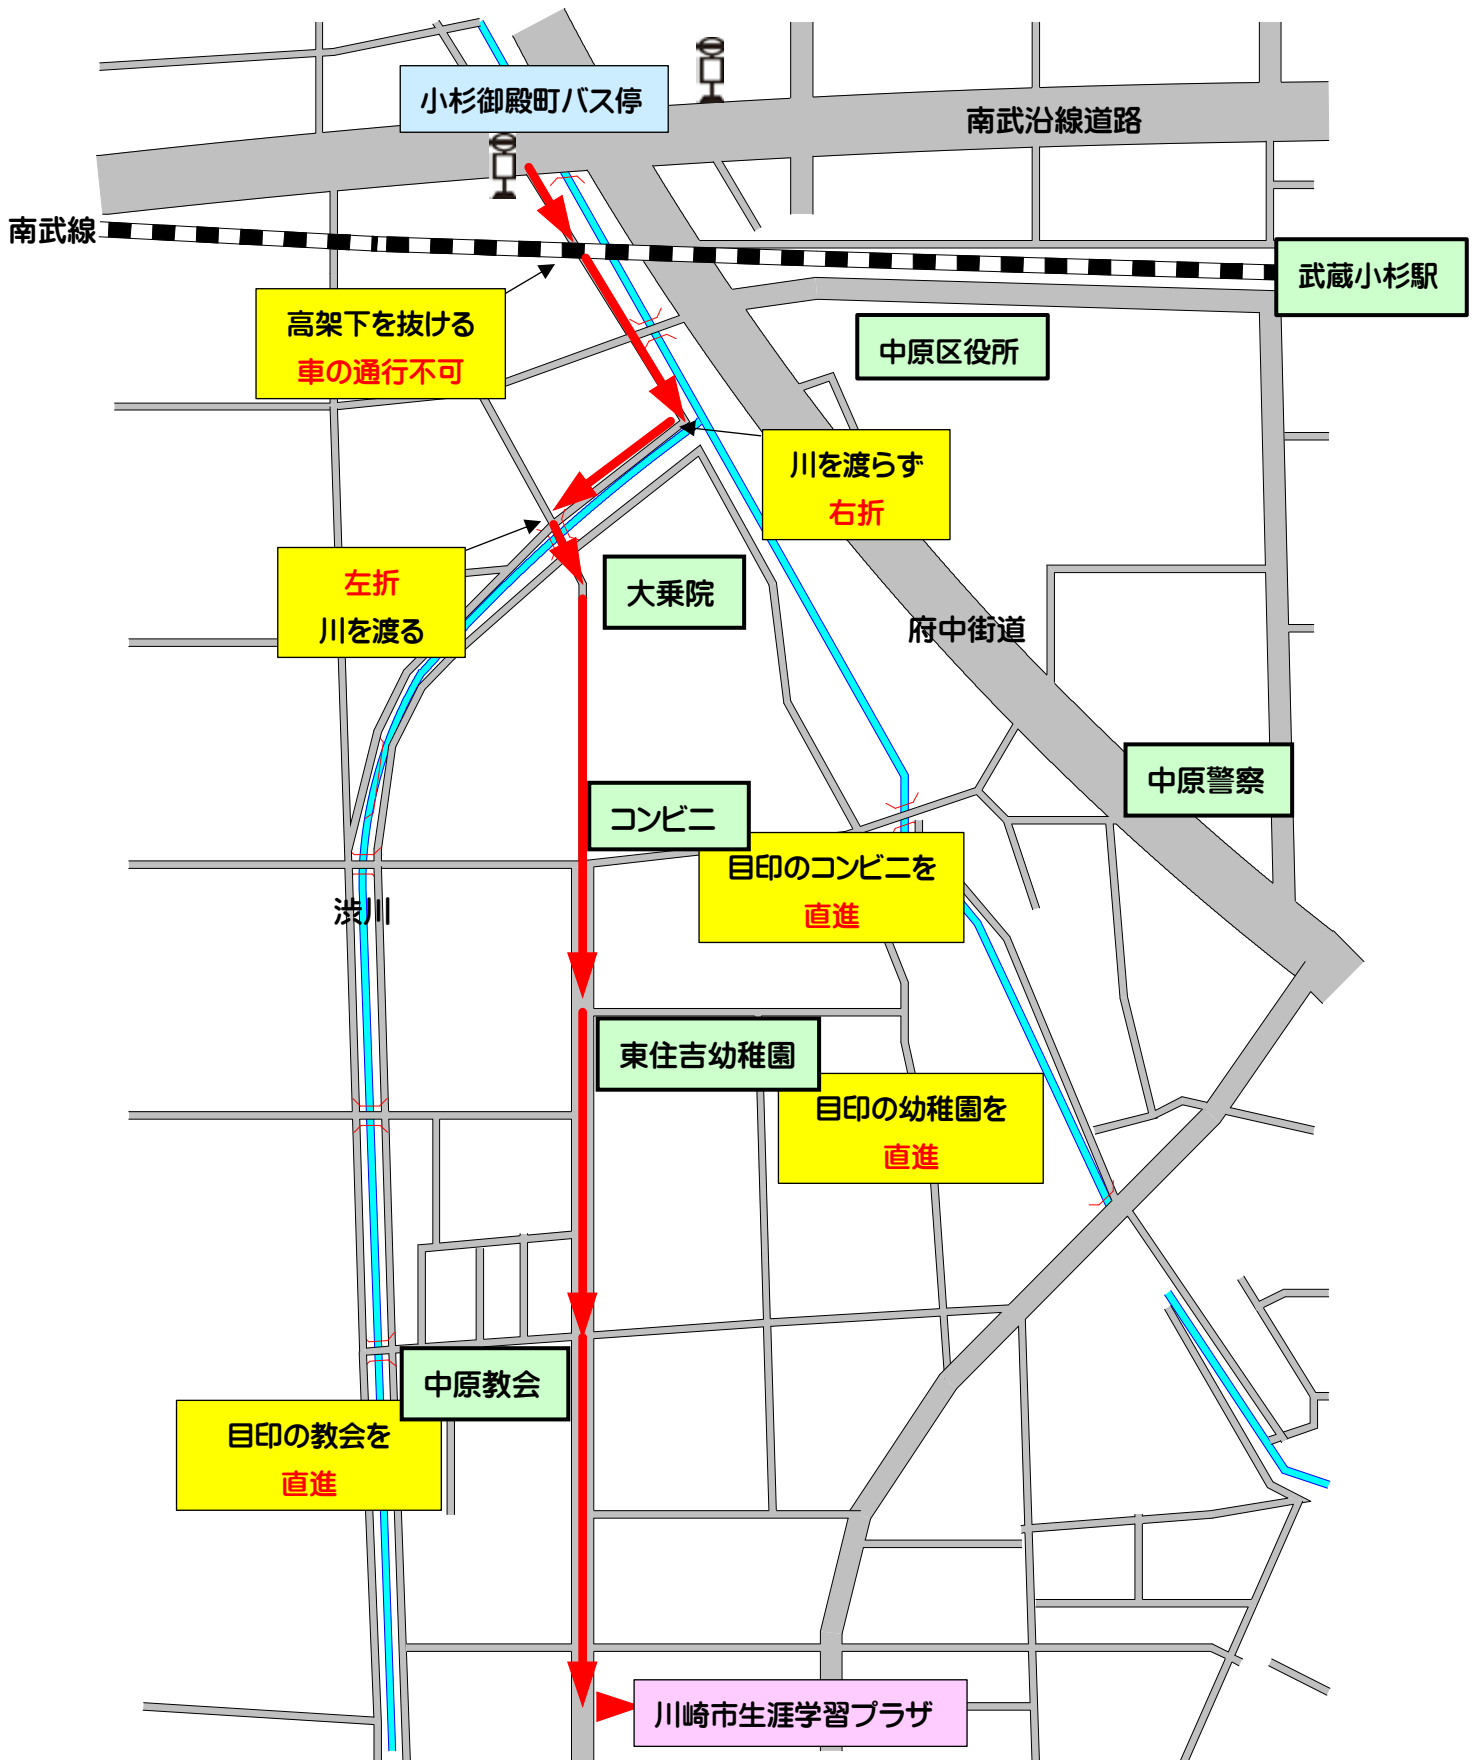 小杉御殿町バス停
南武沿線道路
南武線
武蔵小杉駅
高架下を抜ける
車の通行不可
中原区役所
川を渡らず
右折
左折
川を渡る
大乗院
府中街道
中原警察
コンビニ
目印のコンビニを
直進
渋川
東住吉幼稚園
目印の幼稚園を
直進
中原教会
目印の教会を
直進
川崎市生涯学習プラザ